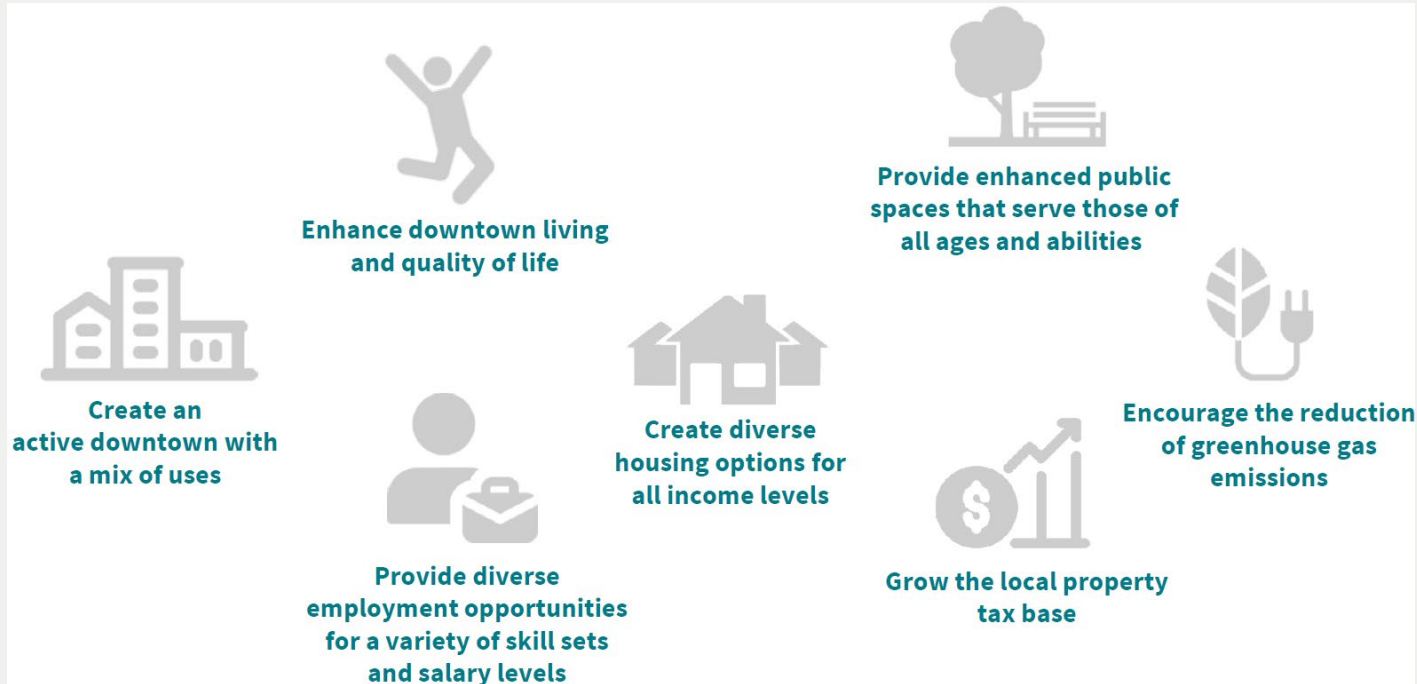 Enhance downtown living
and quality of life
Provide enhanced public
spaces that serve those of
all ages and abilities
Create an
active downtown with
a mix of uses
Create diverse
housing options for
all income levels
Encourage the reduction
of greenhouse gas
emissions
Provide diverse
employment opportunities
for a variety of skill sets
and salary levels
Grow the local property
tax base
$